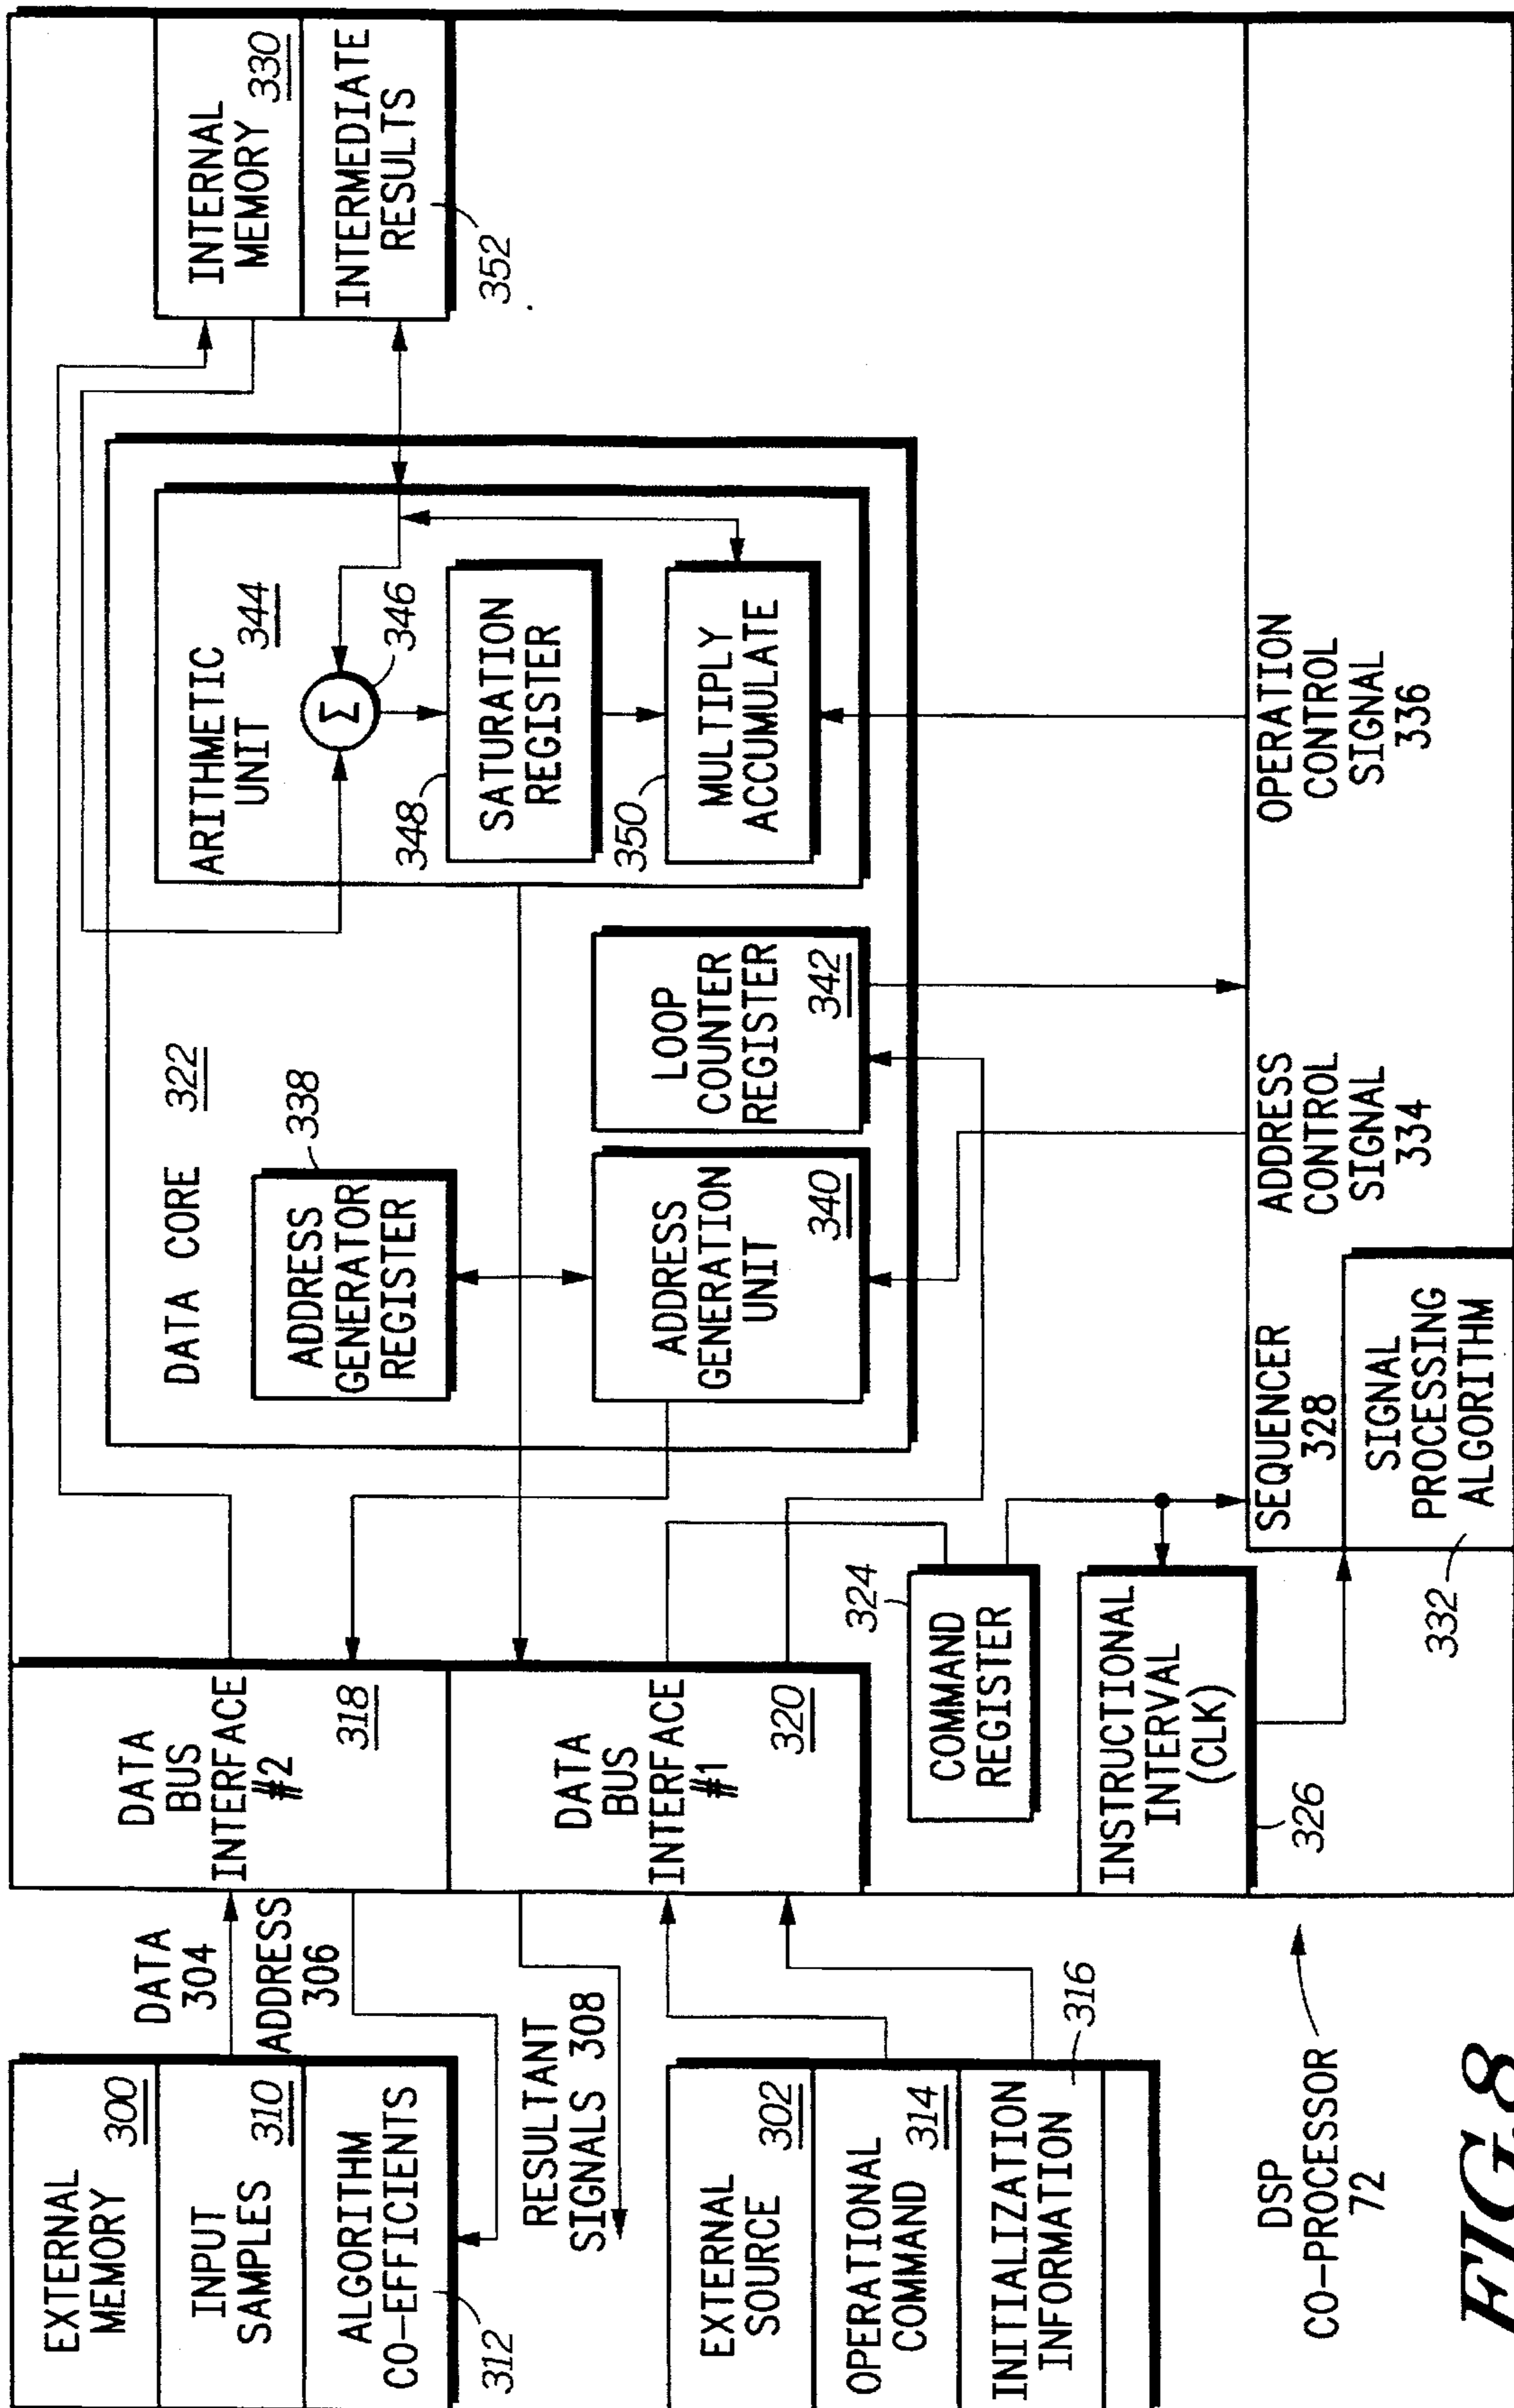 EXTERNAL
MEMORY 300
INPUT
SAMPLES 310
ALGORITHM
CO-EFFICIENTS
312
DATA
304
ADDRESS
306
RESULTANT
SIGNALS 308
EXTERNAL
SOURCE 302
OPERATIONAL
COMMAND 314
INITIALIZATION
INFORMATION
316
DSP
CO-PROCESSOR
72
DATA
BUS
INTERFACE
#2 318
DATA
BUS
INTERFACE
#1 320
324
COMMAND
REGISTER
INSTRUCTIONAL
INTERVAL
(CLK)
326
DATA CORE 322
338
ADDRESS
GENERATOR
REGISTER
ADDRESS
GENERATION
UNIT 340
LOOP
COUNTER
REGISTER
342
ARITHMETIC
UNIT 344
Σ
346
348
SATURATION
REGISTER
350
MULTIPLY
ACCUMULATE
INTERNAL
MEMORY 330
INTERMEDIATE
RESULTS
352
SEQUENCER
328
SIGNAL
PROCESSING
ALGORITHM
332
ADDRESS
CONTROL
SIGNAL
334
OPERATION
CONTROL
SIGNAL
336
FIG.8